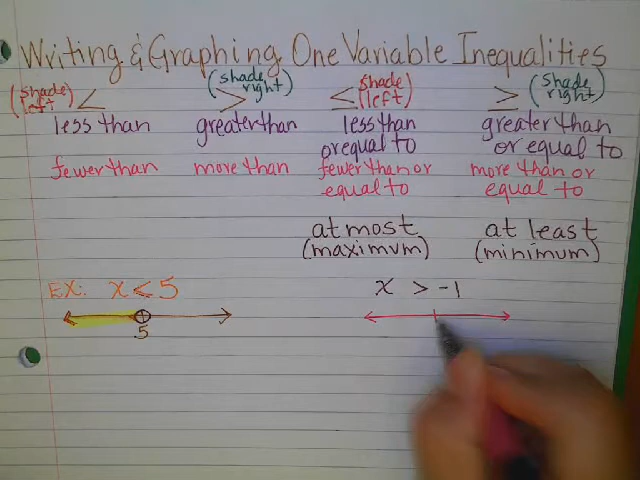 Writing & Graphing One Variable Inequalities
(shade left) < (shade right) > ≤ (shade left) ≥ (shade right)
less than greater than less than greater than
or equal to or equal to
fewer than more than fewer than or more than or
equal to equal to
at most at least
(maximum) (minimum)
EX: x < 5 x > -1
5